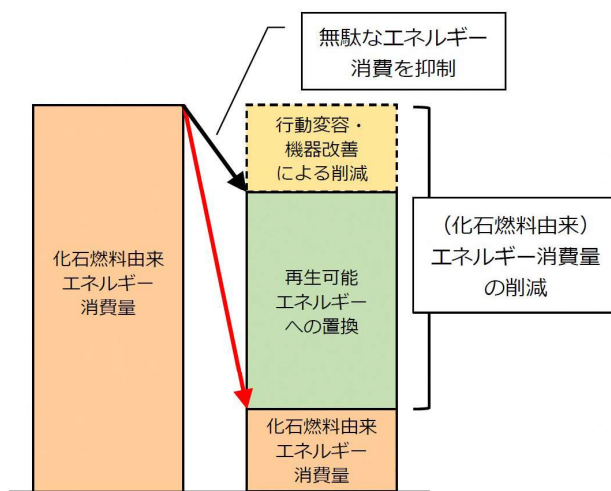 無駄なエネルギー
消費を抑制
行動変容・
機器改善
による削減
化石燃料由来
エネルギー
消費量
再生可能
エネルギー
への置換
（化石燃料由来）
エネルギー消費量
の削減
化石燃料由来
エネルギー
消費量